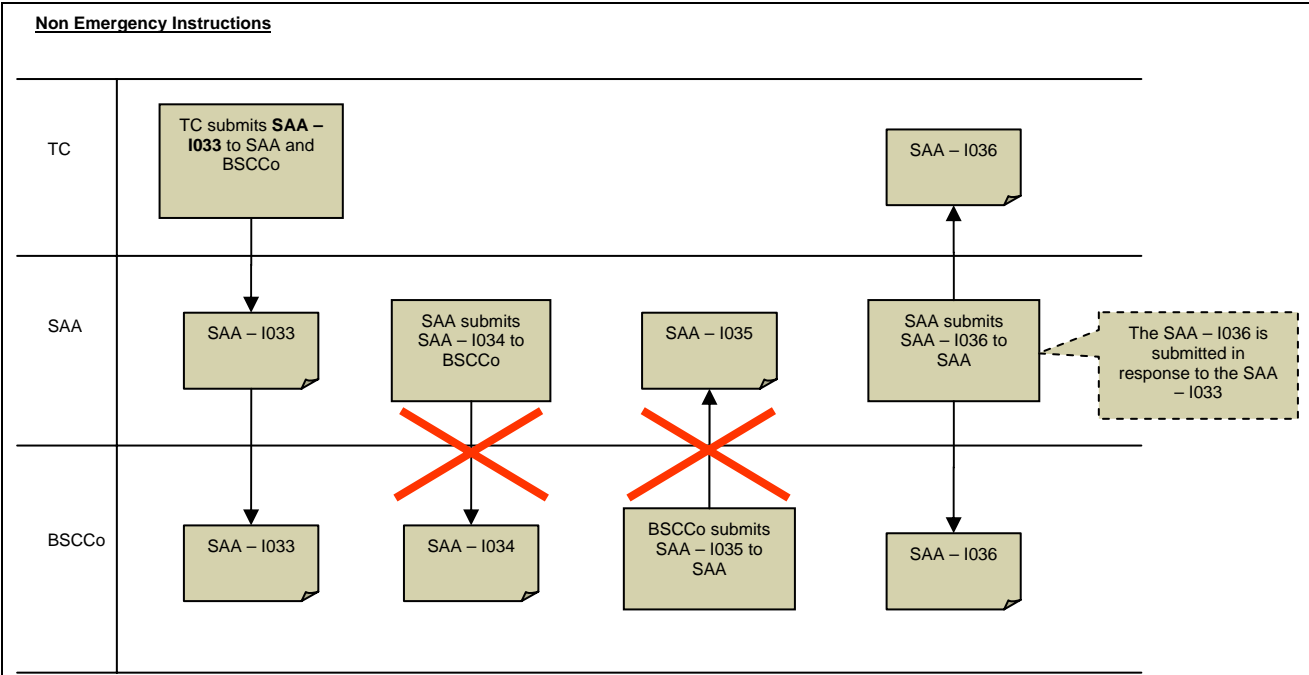 Non Emergency Instructions
TC
TC submits SAA –
I033 to SAA and
BSCCo
SAA – I036
SAA
SAA – I033
SAA submits
SAA – I034 to
BSCCo
SAA – I035
SAA submits
SAA – I036 to
SAA
The SAA – I036 is
submitted in
response to the SAA
– I033
BSCCo
SAA – I033
SAA – I034
BSCCo submits
SAA – I035 to
SAA
SAA – I036